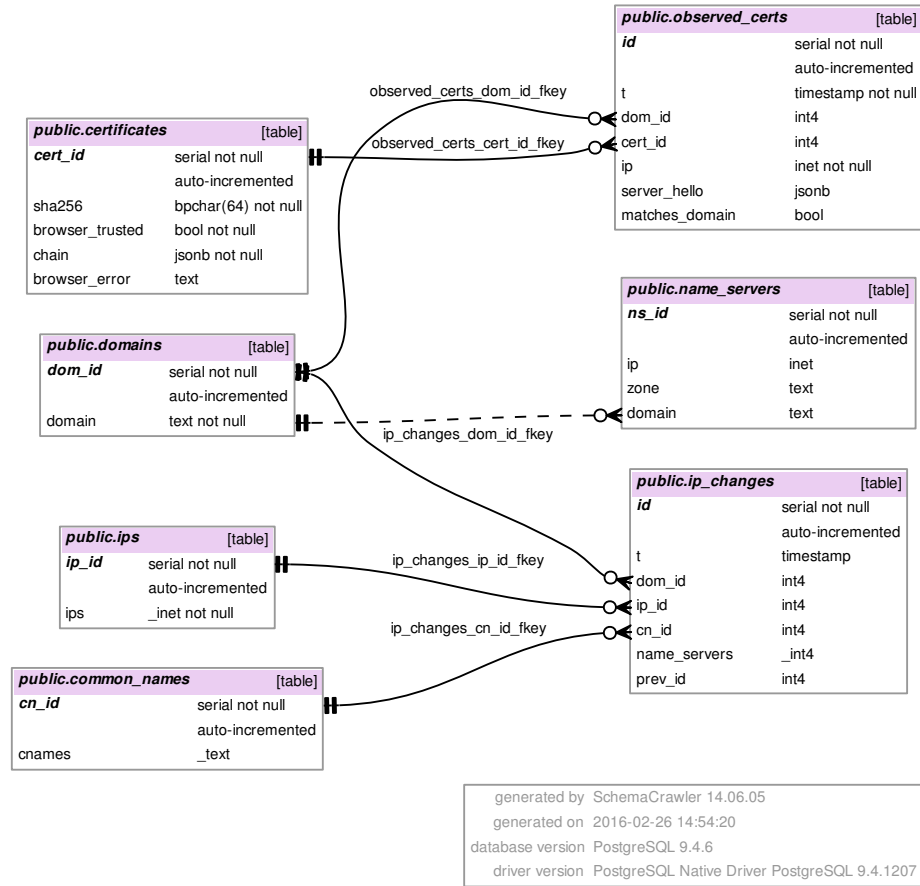 public.observed_certs [table]
id serial not null
auto-incremented
t timestamp not null
dom_id int4
cert_id int4
ip inet not null
server_hello jsonb
matches_domain bool
observed_certs_dom_id_fkey
observed_certs_cert_id_fkey
public.certificates [table]
cert_id serial not null
auto-incremented
sha256 bpchar(64) not null
browser_trusted bool not null
chain jsonb not null
browser_error text
public.name_servers [table]
ns_id serial not null
auto-incremented
ip inet
zone text
domain text
public.domains [table]
dom_id serial not null
auto-incremented
domain text not null
ip_changes_dom_id_fkey
public.ip_changes [table]
id serial not null
auto-incremented
t timestamp
dom_id int4
ip_id int4
cn_id int4
name_servers _int4
prev_id int4
public.ips [table]
ip_id serial not null
auto-incremented
ips _inet not null
ip_changes_ip_id_fkey
ip_changes_cn_id_fkey
public.common_names [table]
cn_id serial not null
auto-incremented
cnames _text
generated by SchemaCrawler 14.06.05
generated on 2016-02-26 14:54:20
database version PostgreSQL 9.4.6
driver version PostgreSQL Native Driver PostgreSQL 9.4.1207